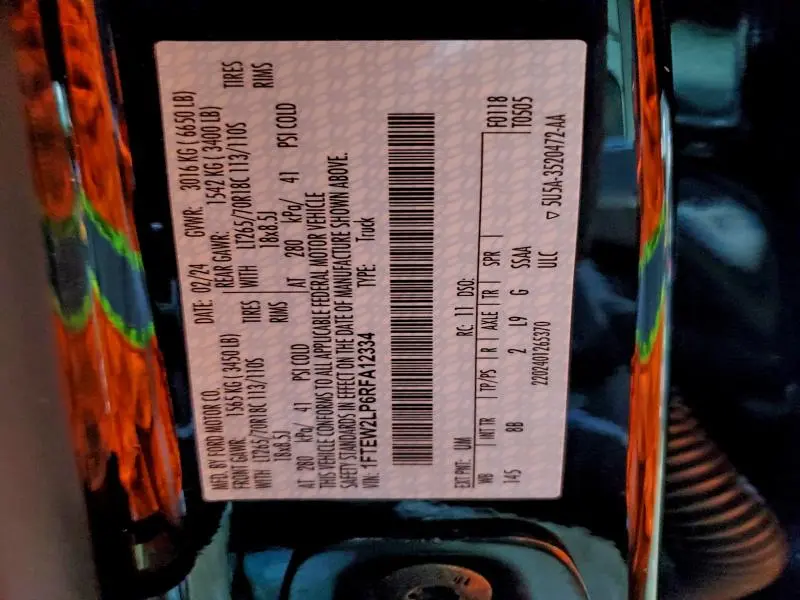 MFD. BY FORD MOTOR CO. DATE: 02/24 GVWR: 3016 KG ( 6650 LB)
FRONT GAWR: 1565 KG ( 3450 LB) REAR GAWR: 1542 KG ( 3400 LB)
WITH LT265/70R18C 113/110S TIRES WITH LT265/70R18C 113/110S TIRES
18x8.5J RIMS 18x8.5J RIMS
AT 280 kPa/ 41 PSI COLD AT 280 kPa/ 41 PSI COLD
THIS VEHICLE CONFORMS TO ALL APPLICABLE FEDERAL MOTOR VEHICLE
SAFETY STANDARDS IN EFFECT ON THE DATE OF MANUFACTURE SHOWN ABOVE.
VIN: 1FTEW2LP6RFA12334 TYPE: Truck
F0118
EXT PNT: UM RC: 11 DSO: T0505
WB INT TR TP/PS R AXLE TR SPR
145 8B 2 L9 G SSAA
2202401265370 ULC
▽ 5U5A-3520472-AA